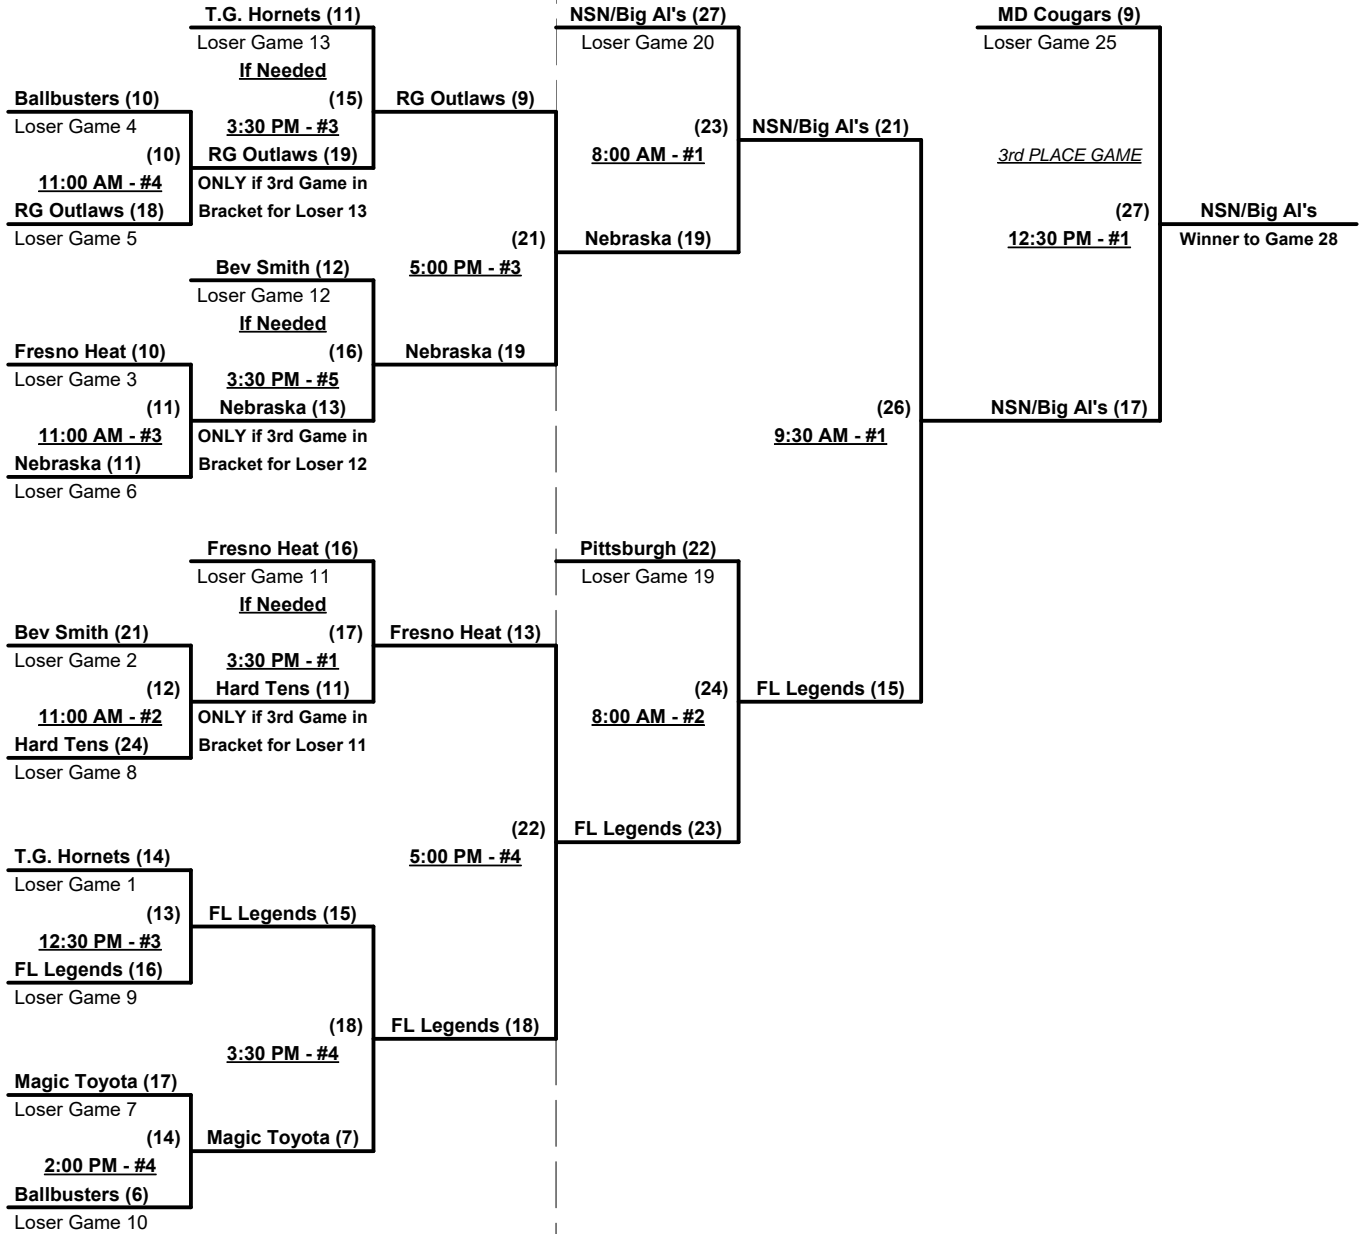 T.G. Hornets (11)
NSN/Big Al's (27)
MD Cougars (9)
Loser Game 13
Loser Game 20
Loser Game 25
If Needed
Ballbusters (10)
(15)
RG Outlaws (9)
Loser Game 4
3:30 PM - #3
(23)
NSN/Big Al's (21)
(10)
RG Outlaws (19)
8:00 AM - #1
3rd PLACE GAME
11:00 AM - #4
ONLY if 3rd Game in
RG Outlaws (18)
Bracket for Loser 13
(27)
NSN/Big Al's
Loser Game 5
(21)
Nebraska (19)
12:30 PM - #1
Winner to Game 28
Bev Smith (12)
5:00 PM - #3
Loser Game 12
If Needed
Fresno Heat (10)
(16)
Nebraska (19
Loser Game 3
3:30 PM - #5
(11)
Nebraska (13)
(26)
NSN/Big Al's (17)
11:00 AM - #3
ONLY if 3rd Game in
9:30 AM - #1
Nebraska (11)
Bracket for Loser 12
Loser Game 6
Fresno Heat (16)
Pittsburgh (22)
Loser Game 11
Loser Game 19
If Needed
Bev Smith (21)
(17)
Fresno Heat (13)
Loser Game 2
3:30 PM - #1
(12)
Hard Tens (11)
(24)
FL Legends (15)
11:00 AM - #2
ONLY if 3rd Game in
8:00 AM - #2
Hard Tens (24)
Bracket for Loser 11
Loser Game 8
(22)
FL Legends (23)
T.G. Hornets (14)
5:00 PM - #4
Loser Game 1
(13)
FL Legends (15)
12:30 PM - #3
FL Legends (16)
Loser Game 9
(18)
FL Legends (18)
3:30 PM - #4
Magic Toyota (17)
Loser Game 7
(14)
Magic Toyota (7)
2:00 PM - #4
Ballbusters (6)
Loser Game 10